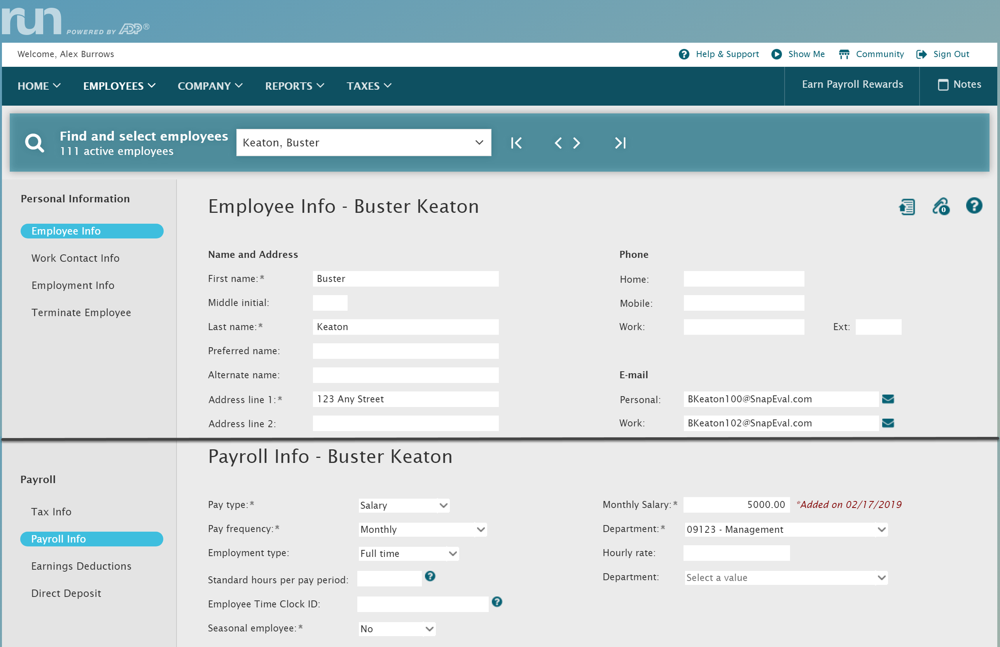 run POWERED BY ADP®
Welcome, Alex Burrows
Help & Support
Show Me
Community
Sign Out
HOME
EMPLOYEES
COMPANY
REPORTS
TAXES
Earn Payroll Rewards
Notes
Find and select employees
111 active employees
Keaton, Buster
Personal Information
Employee Info
Work Contact Info
Employment Info
Terminate Employee
Employee Info - Buster Keaton
0
?
Name and Address
First name:* Buster
Middle initial:
Last name:* Keaton
Preferred name:
Alternate name:
Address line 1:* 123 Any Street
Address line 2:
Phone
Home:
Mobile:
Work: Ext:
E-mail
Personal: BKeaton100@SnapEval.com
Work: BKeaton102@SnapEval.com
Payroll
Tax Info
Payroll Info
Earnings Deductions
Direct Deposit
Payroll Info - Buster Keaton
Pay type:* Salary
Pay frequency:* Monthly
Employment type: Full time
Standard hours per pay period: ?
Employee Time Clock ID: ?
Seasonal employee:* No
Monthly Salary:* 5000.00 *Added on 02/17/2019
Department:* 09123 - Management
Hourly rate:
Department: Select a value